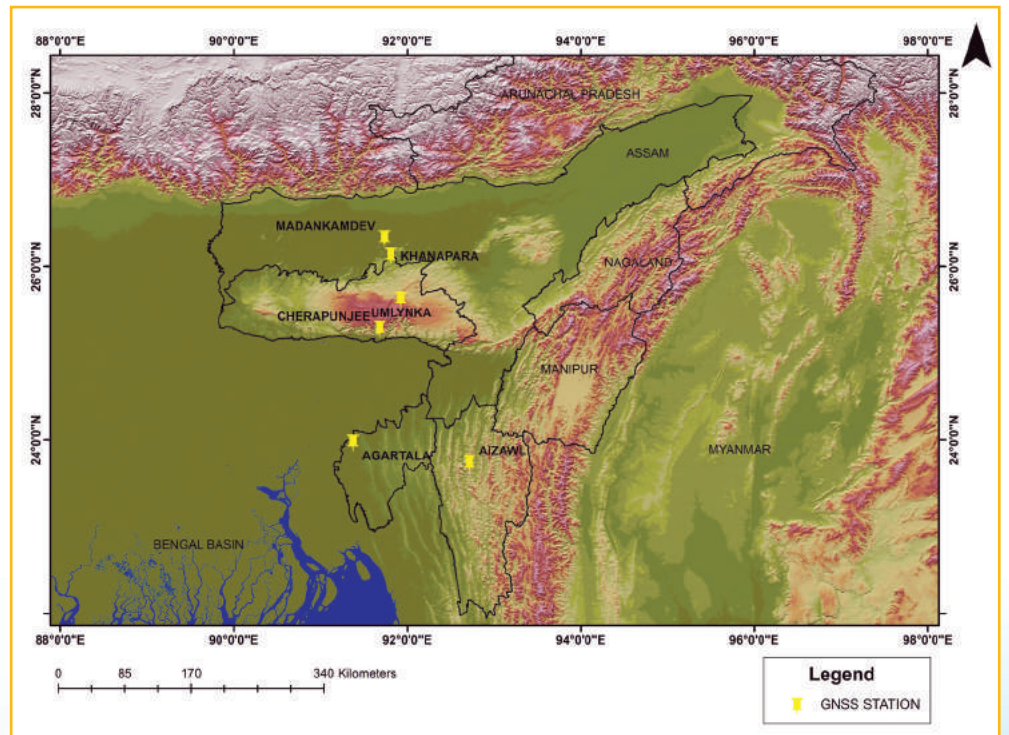 88°0'0"E 90°0'0"E 92°0'0"E 94°0'0"E 96°0'0"E 98°0'0"E
28°0'0"N 28°0'0"N
ARUNACHAL PRADESH
ASSAM
MADANKAMDEV
KHANAPARA
26°0'0"N 26°0'0"N
NAGALAND
CHERAPUNJEE UMLYNKA
MANIPUR
24°0'0"N 24°0'0"N
AGARTALA AIZAWL MYANMAR
BENGAL BASIN
88°0'0"E 90°0'0"E 92°0'0"E 94°0'0"E 96°0'0"E 98°0'0"E
0 85 170 340 Kilometers
Legend
GNSS STATION